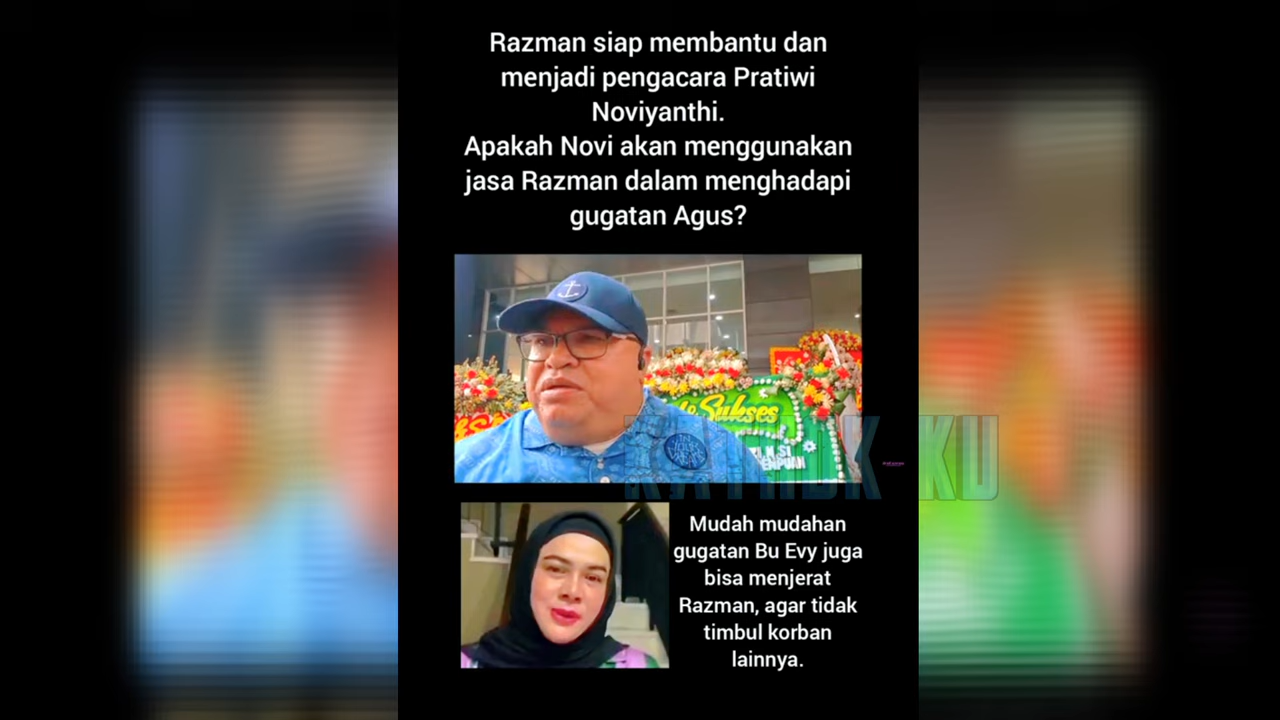 Razman siap membantu dan
menjadi pengacara Pratiwi
Noviyanthi.
Apakah Novi akan menggunakan
jasa Razman dalam menghadapi
gugatan Agus?
Sukses
Mudah mudahan
gugatan Bu Evy juga
bisa menjerat
Razman, agar tidak
timbul korban
lainnya.